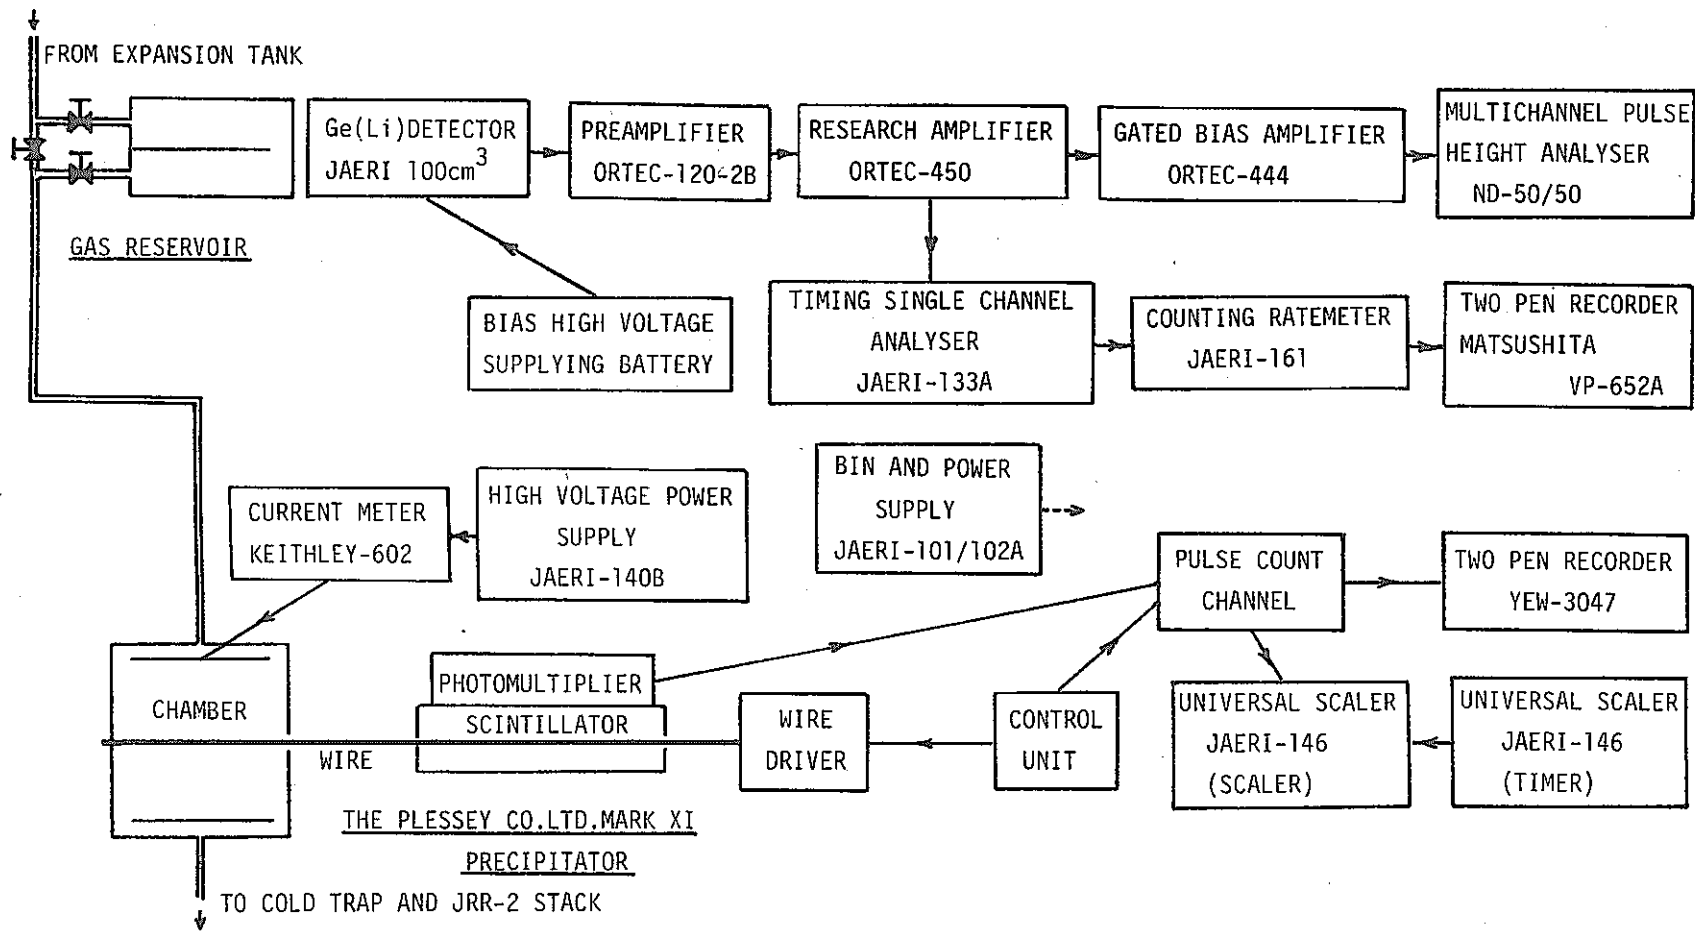 FROM EXPANSION TANK
GAS RESERVOIR
Ge(Li)DETECTOR
JAERI 100cm³
PREAMPLIFIER
ORTEC-120-2B
RESEARCH AMPLIFIER
ORTEC-450
GATED BIAS AMPLIFIER
ORTEC-444
MULTICHANNEL PULSE
HEIGHT ANALYSER
ND-50/50
BIAS HIGH VOLTAGE
SUPPLYING BATTERY
TIMING SINGLE CHANNEL
ANALYSER
JAERI-133A
COUNTING RATEMETER
JAERI-161
TWO PEN RECORDER
MATSUSHITA
VP-652A
CURRENT METER
KEITHLEY-602
HIGH VOLTAGE POWER
SUPPLY
JAERI-140B
BIN AND POWER
SUPPLY
JAERI-101/102A
PULSE COUNT
CHANNEL
TWO PEN RECORDER
YEW-3047
CHAMBER
PHOTOMULTIPLIER
SCINTILLATOR
WIRE
WIRE
DRIVER
CONTROL
UNIT
UNIVERSAL SCALER
JAERI-146
(SCALER)
UNIVERSAL SCALER
JAERI-146
(TIMER)
THE PLESSEY CO.LTD.MARK XI
PRECIPITATOR
TO COLD TRAP AND JRR-2 STACK